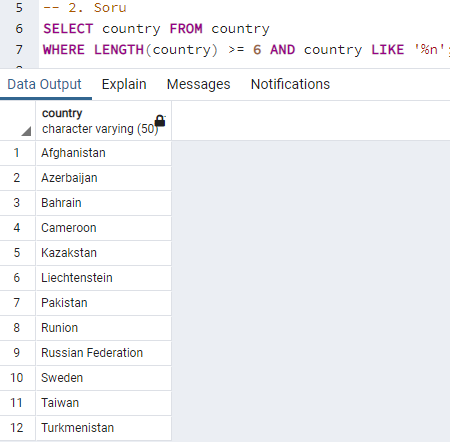 5 -- 2. Soru
6 SELECT country FROM country
7 WHERE LENGTH(country) >= 6 AND country LIKE '%n';
Data Output Explain Messages Notifications
country
character varying (50)
1 Afghanistan
2 Azerbaijan
3 Bahrain
4 Cameroon
5 Kazakstan
6 Liechtenstein
7 Pakistan
8 Runion
9 Russian Federation
10 Sweden
11 Taiwan
12 Turkmenistan